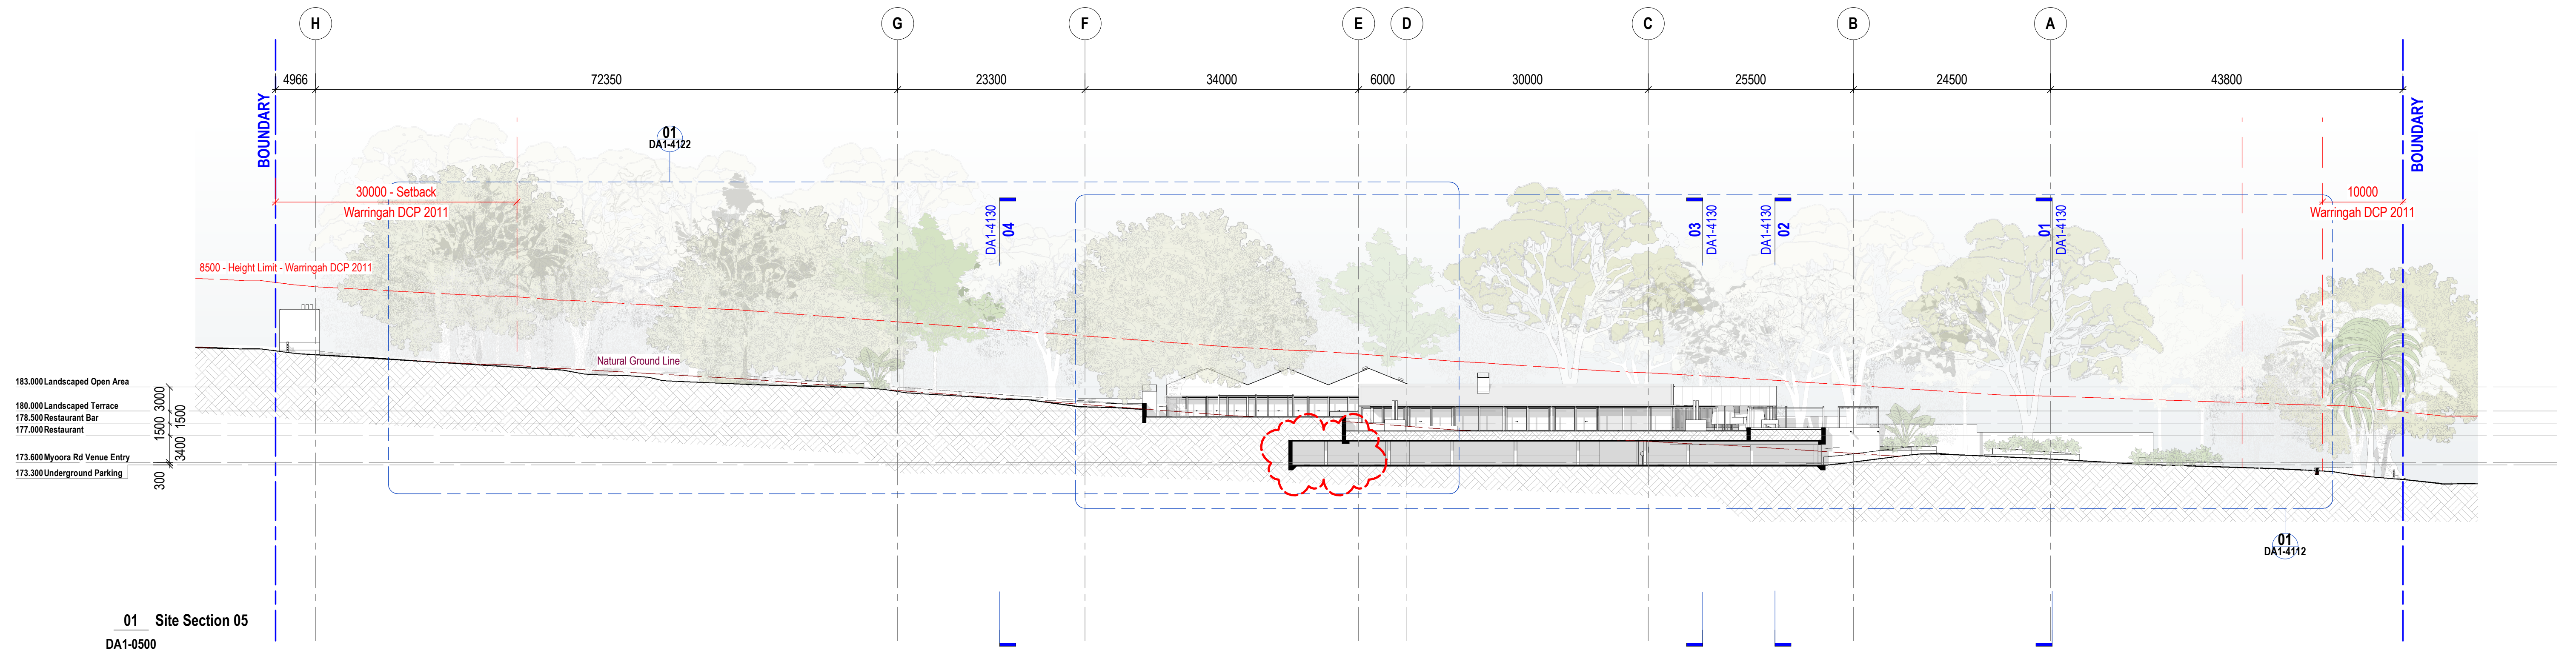 H G F E D C B A
4966 72350 23300 34000 6000 30000 25500 24500 43800
BOUNDARY
BOUNDARY
01
DA1-4122
30000 - Setback
Warringah DCP 2011
10000
Warringah DCP 2011
DA1-4130
04
03
DA1-4130
DA1-4130
02
01
DA1-4130
8500 - Height Limit - Warringah DCP 2011
Natural Ground Line
183.000 Landscaped Open Area
180.000 Landscaped Terrace
178.500 Restaurant Bar
177.000 Restaurant
173.600 Myoora Rd Venue Entry
173.300 Underground Parking
3000
1500
1500
3400
300
01
DA1-4112
01 Site Section 05
DA1-0500